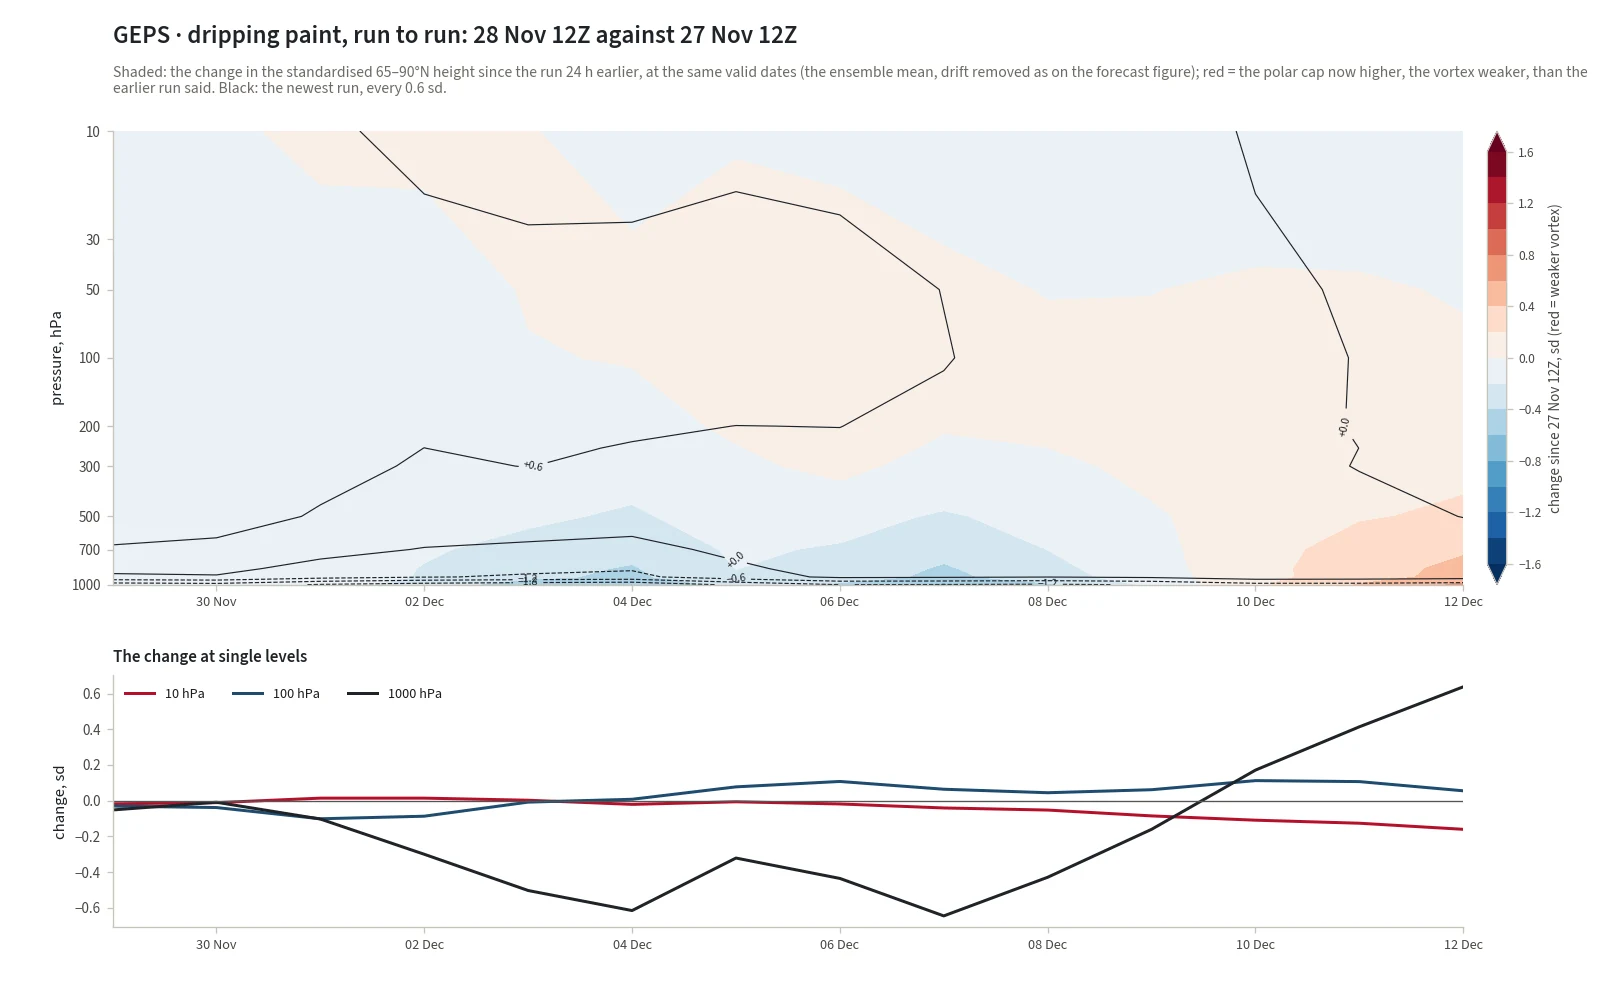 GEPS · dripping paint, run to run: 28 Nov 12Z against 27 Nov 12Z
Shaded: the change in the standardised 65–90°N height since the run 24 h earlier, at the same valid dates (the ensemble mean, drift removed as on the forecast figure); red = the polar cap now higher, the vortex weaker, than the
earlier run said. Black: the newest run, every 0.6 sd.
10
30
50
100
200
300
500
700
1000
pressure, hPa
+0.6
+0.0
−0.6
+0.0
30 Nov
02 Dec
04 Dec
06 Dec
08 Dec
10 Dec
12 Dec
1.6
1.2
0.8
0.4
0.0
−0.4
−0.8
−1.2
−1.6
change since 27 Nov 12Z, sd (red = weaker vortex)
The change at single levels
10 hPa
100 hPa
1000 hPa
0.6
0.4
0.2
0.0
−0.2
−0.4
−0.6
change, sd
30 Nov
02 Dec
04 Dec
06 Dec
08 Dec
10 Dec
12 Dec